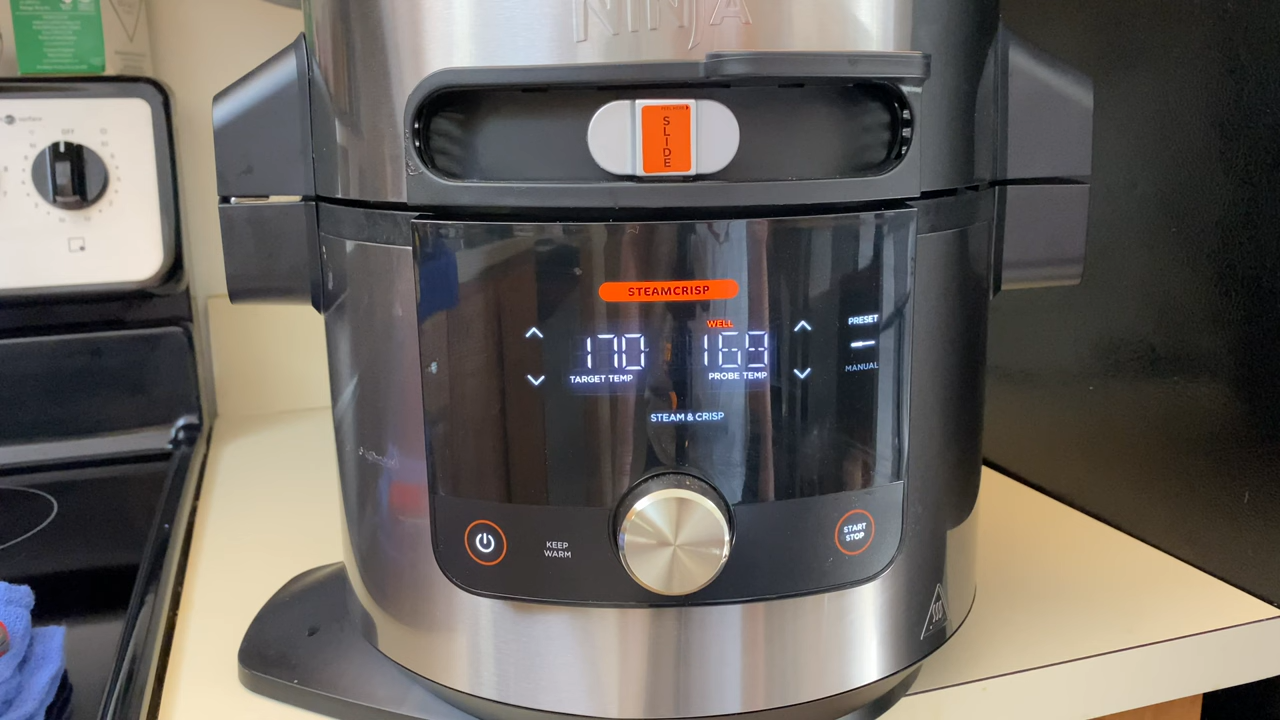 NINJA
OFF
SLIDE
STEAMCRISP
WELL
PRESET
170
169
MANUAL
TARGET TEMP
PROBE TEMP
STEAM & CRISP
KEEP
WARM
START
STOP